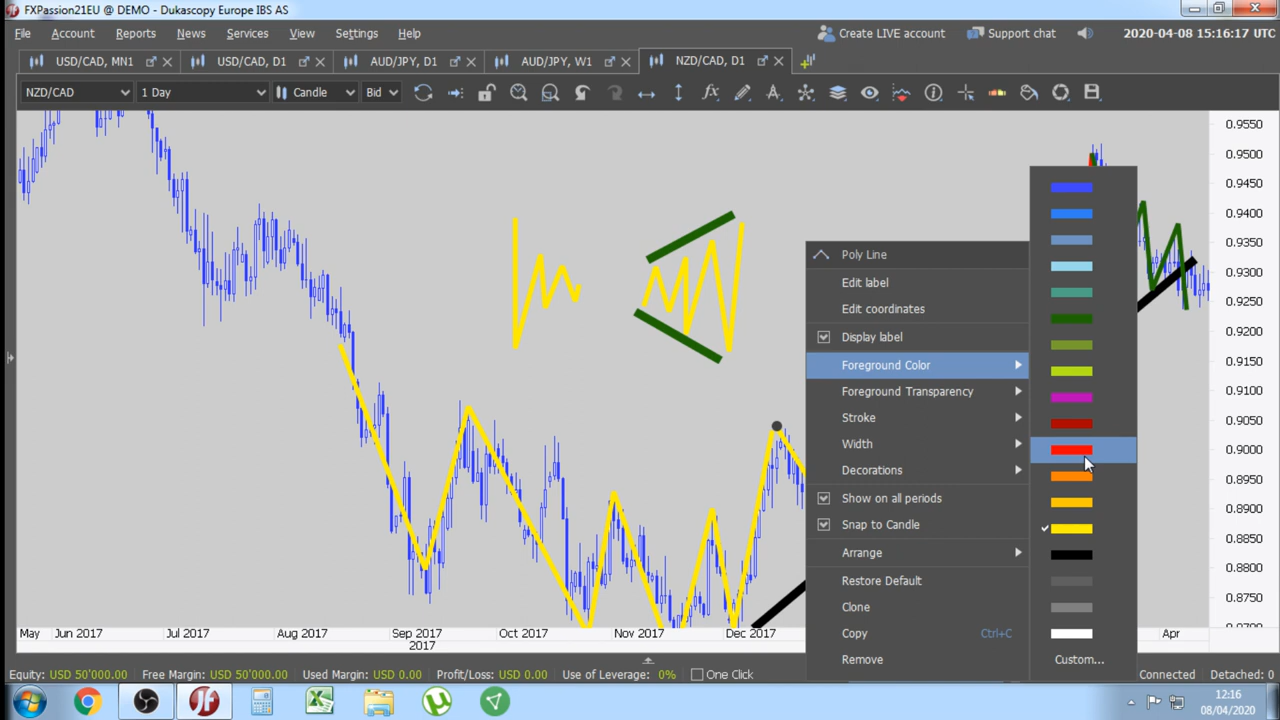 FXPassion21EU @ DEMO - Dukascopy Europe IBS AS
File Account Reports News Services View Settings Help
Create LIVE account Support chat 2020-04-08 15:16:17 UTC
USD/CAD, MN1 USD/CAD, D1 AUD/JPY, D1 AUD/JPY, W1 NZD/CAD, D1
NZD/CAD 1 Day Candle Bid
0.9550
0.9500
0.9450
0.9400
0.9350
0.9300
0.9250
0.9200
0.9150
0.9100
0.9050
0.9000
0.8950
0.8900
0.8850
0.8800
0.8750
0.8700
Poly Line
Edit label
Edit coordinates
Display label
Foreground Color
Foreground Transparency
Stroke
Width
Decorations
Show on all periods
Snap to Candle
Arrange
Restore Default
Clone
Copy Ctrl+C
Remove
Custom...
May Jun 2017 Jul 2017 Aug 2017 Sep 2017 Oct 2017 Nov 2017 Dec 2017 Apr
2017
Equity: USD 50'000.00 Free Margin: USD 50'000.00 Used Margin: USD 0.00 Profit/Loss: USD 0.00 Use of Leverage: 0% One Click Connected Detached: 0
12:16
08/04/2020